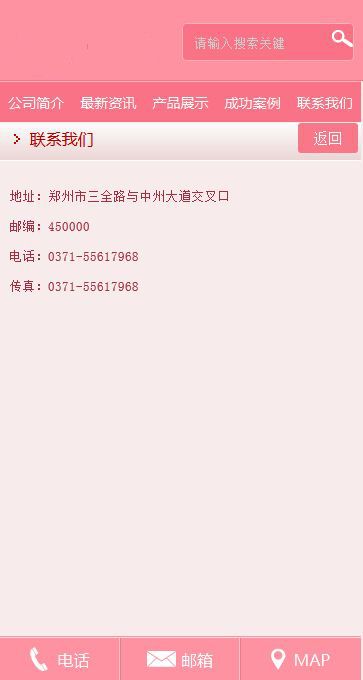 请输入搜索关键
公司简介 最新资讯 产品展示 成功案例 联系我们
联系我们 返回
地址：郑州市三全路与中州大道交叉口
邮编：450000
电话：0371-55617968
传真：0371-55617968
电话 邮箱 MAP